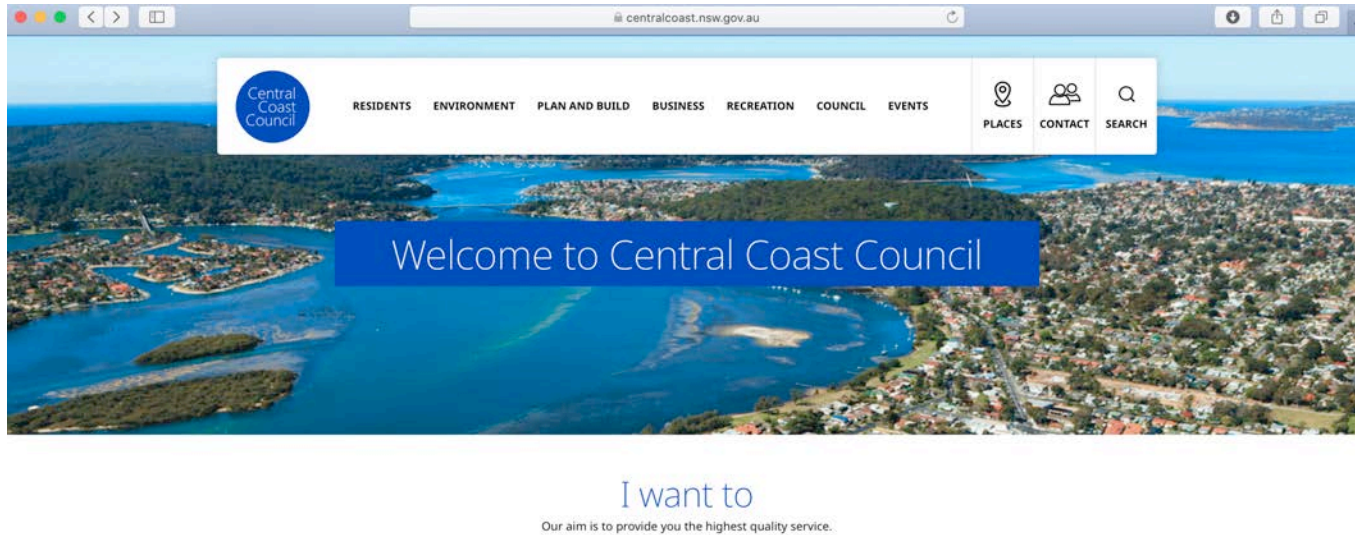 centralcoast.nsw.gov.au
Central
Coast
Council
RESIDENTS ENVIRONMENT PLAN AND BUILD BUSINESS RECREATION COUNCIL EVENTS
PLACES CONTACT SEARCH
Welcome to Central Coast Council
I want to
Our aim is to provide you the highest quality service.